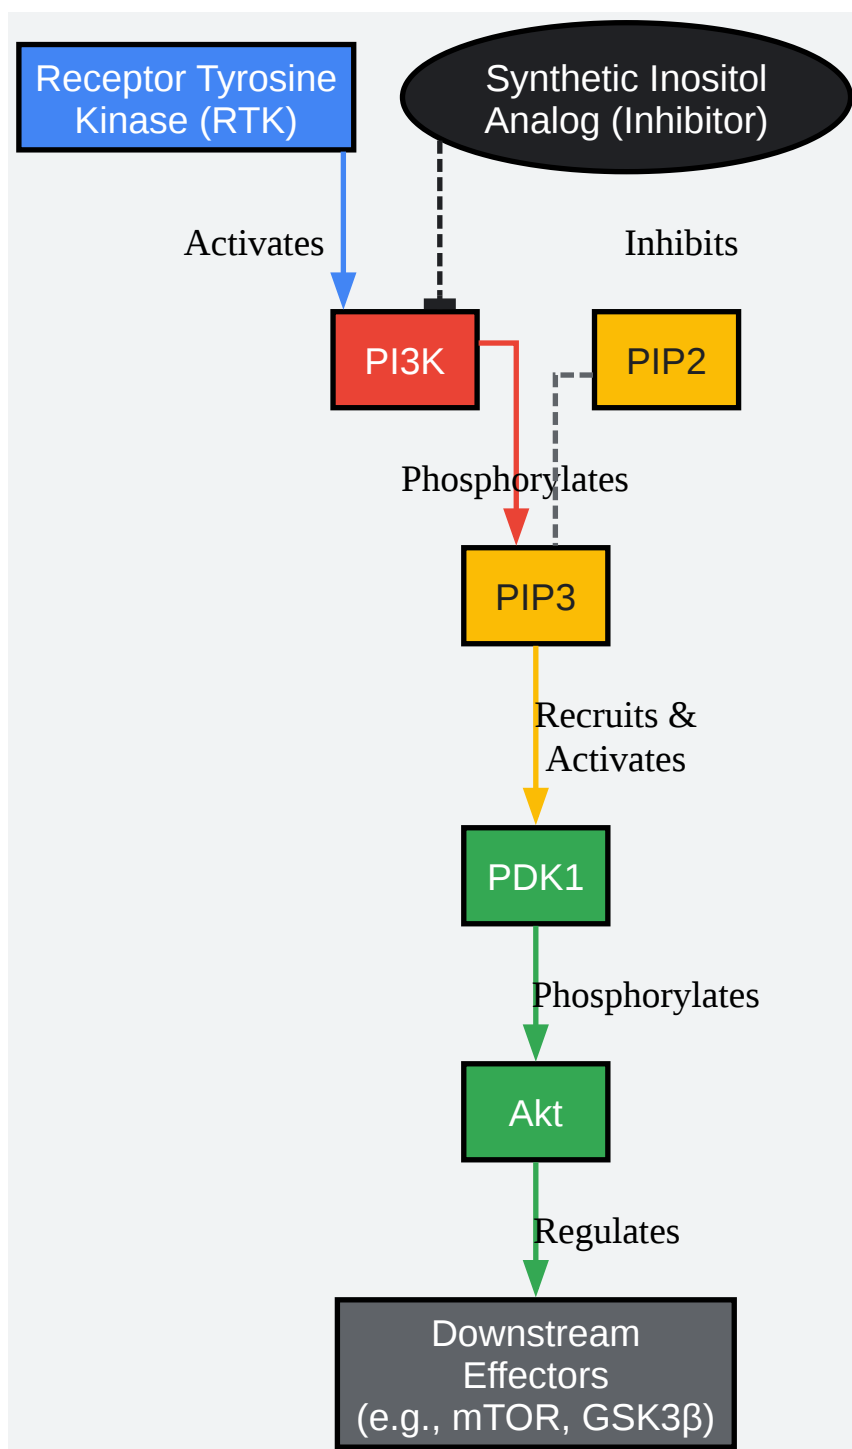 Receptor Tyrosine
Kinase (RTK)
Synthetic Inositol
Analog (Inhibitor)
Activates
Inhibits
PI3K
PIP2
Phosphorylates
PIP3
Recruits &
Activates
PDK1
Phosphorylates
Akt
Regulates
Downstream
Effectors
(e.g., mTOR, GSK3β)